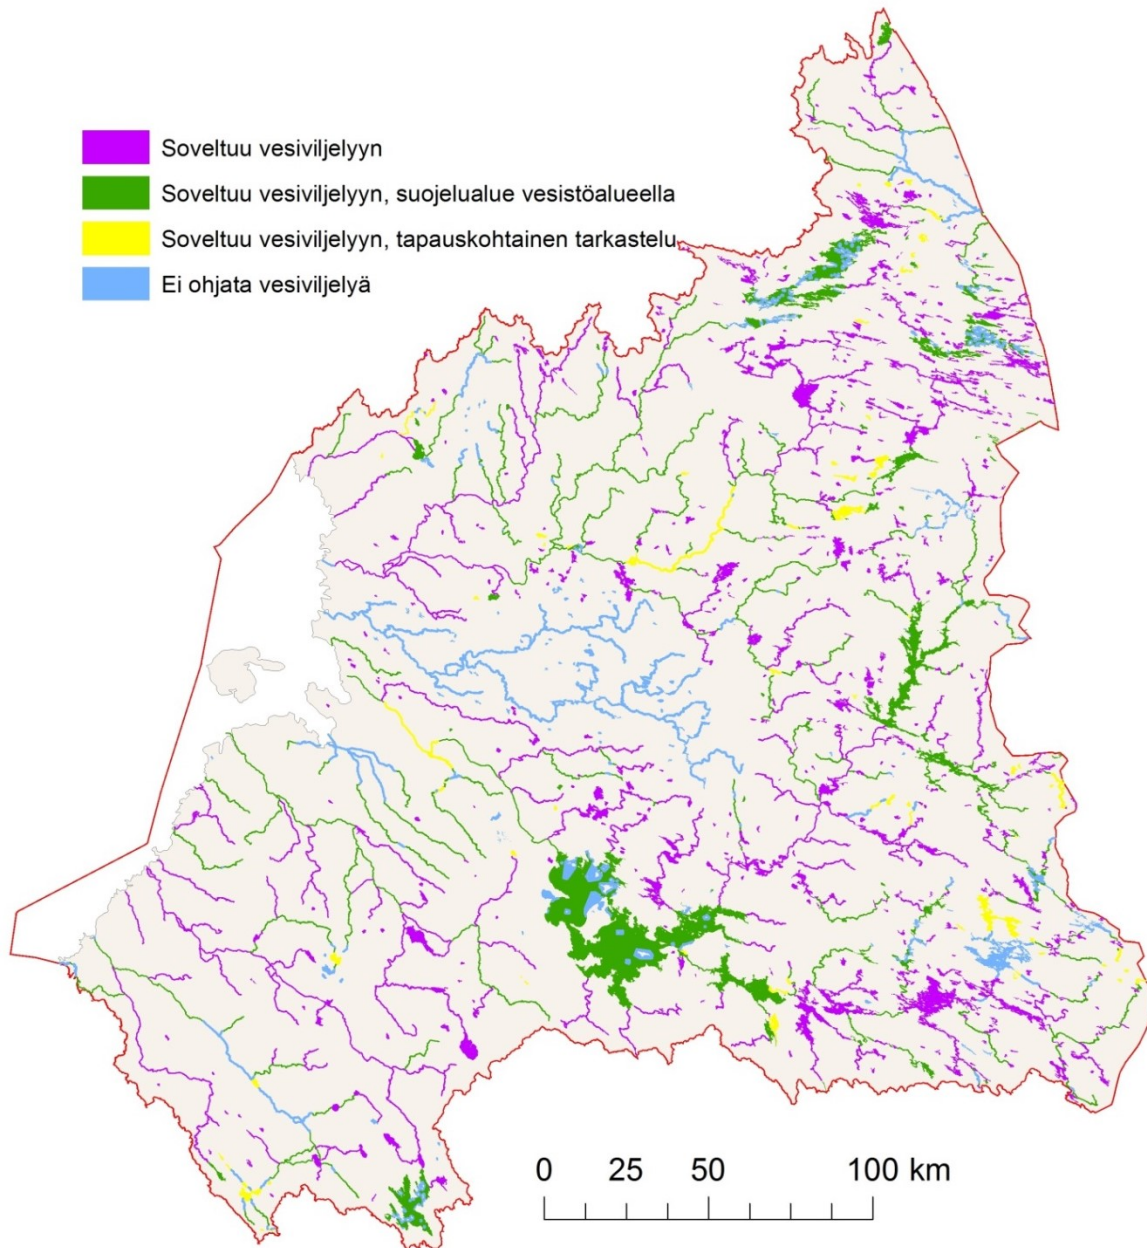 Soveltuu vesiviljelyyn
Soveltuu vesiviljelyyn, suojelualue vesistöalueella
Soveltuu vesiviljelyyn, tapauskohtainen tarkastelu
Ei ohjata vesiviljelyä
0 25 50 100 km